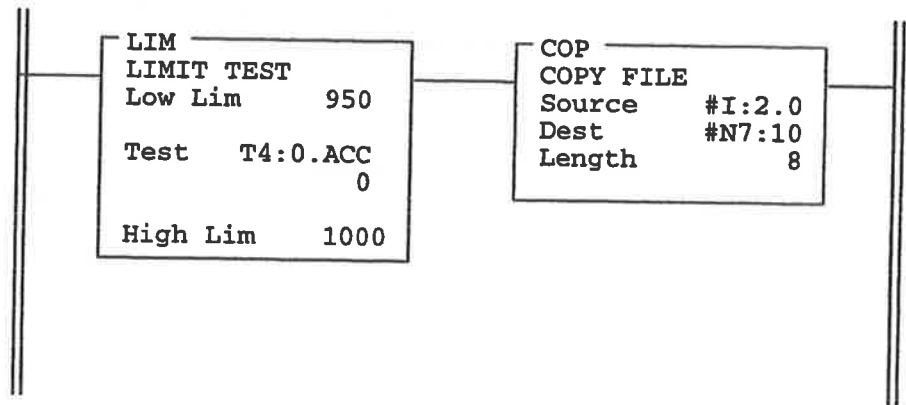 LIM
LIMIT TEST
Low Lim 950
Test T4:0.ACC
0
High Lim 1000
COP
COPY FILE
Source #I:2.0
Dest #N7:10
Length 8